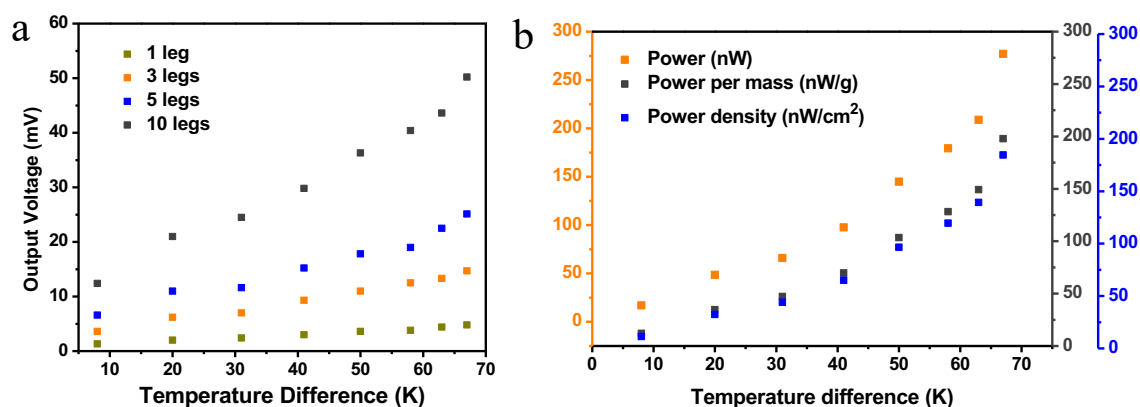 a
60
50
40
30
20
10
0
Output Voltage (mV)
1 leg
3 legs
5 legs
10 legs
10 20 30 40 50 60 70
Temperature Difference (K)
b
300
250
200
150
100
50
0
Power (nW)
Power per mass (nW/g)
Power density (nW/cm²)
0 10 20 30 40 50 60 70
Temperature difference (K)
300
250
200
150
100
50
0
300
250
200
150
100
50
0